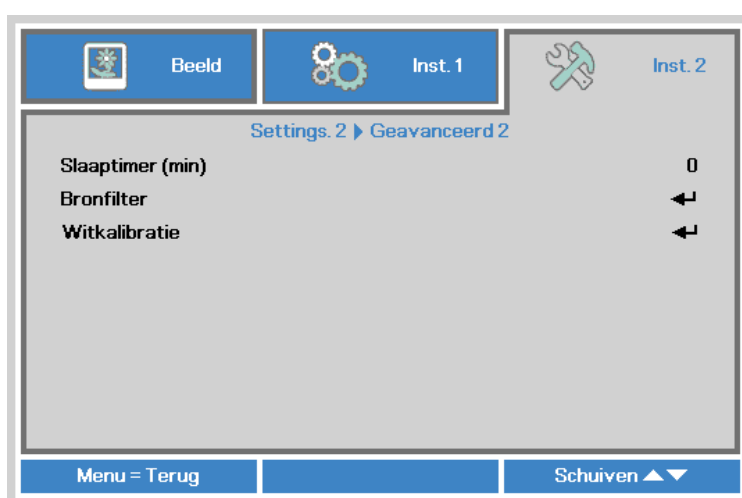 Beeld Inst. 1 Inst. 2
Settings. 2 Geavanceerd 2
Slaaptimer (min) 0
Bronfilter
Witkalibratie
Menu = Terug Schuiven